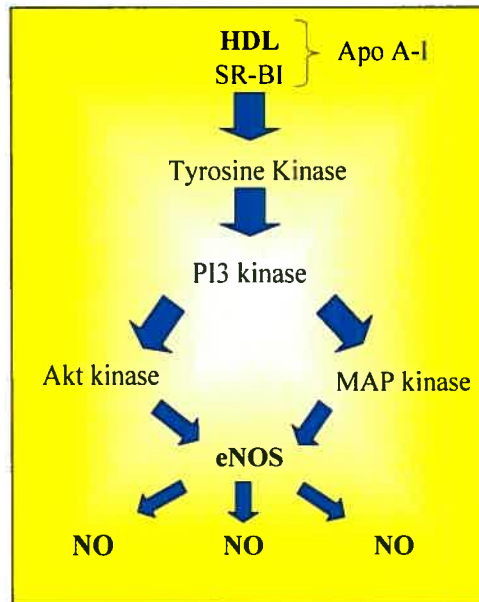 HDL
SR-BI
Apo A-I
Tyrosine Kinase
PI3 kinase
Akt kinase
MAP kinase
eNOS
NO NO NO